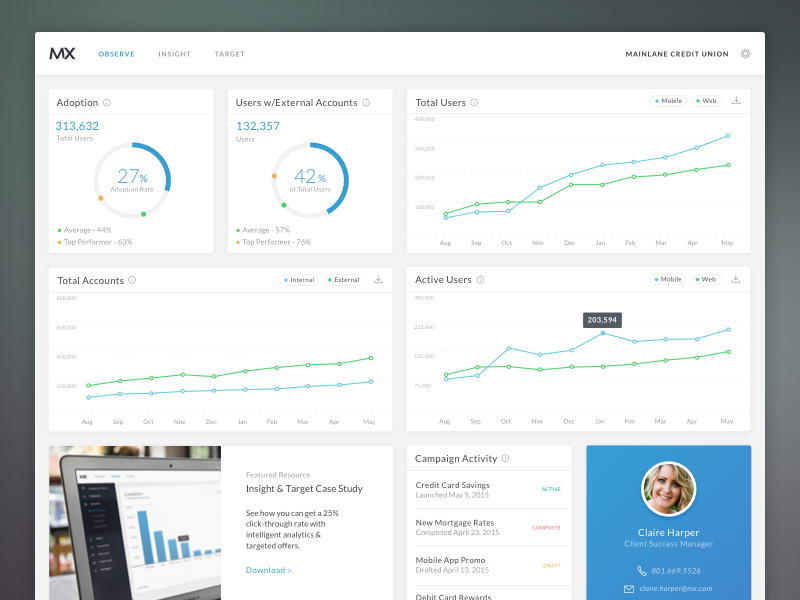 MX
OBSERVE
INSIGHT
TARGET
MAINLANE CREDIT UNION
Adoption
313,632
Total Users
27%
Adoption Rate
Average - 44%
Top Performer - 63%
Users w/External Accounts
132,357
Users
42%
of Total Users
Average - 57%
Top Performer - 76%
Total Users
Mobile
Web
400,000
300,000
200,000
100,000
Aug Sep Oct Nov Dec Jan Feb Mar Apr May
Total Accounts
Internal
External
800,000
600,000
400,000
200,000
Aug Sep Oct Nov Dec Jan Feb Mar Apr May
Active Users
Mobile
Web
300,000
225,000
150,000
75,000
203,594
Aug Sep Oct Nov Dec Jan Feb Mar Apr May
MX
Featured Resource
Insight & Target Case Study
See how you can get a 25%
click-through rate with
intelligent analytics &
targeted offers.
Download >
Campaign Activity
Credit Card Savings
Launched May 5, 2015
ACTIVE
New Mortgage Rates
Completed April 23, 2015
COMPLETE
Mobile App Promo
Drafted April 13, 2015
DRAFT
Debit Card Rewards
Claire Harper
Client Success Manager
801.669.5526
claire.harper@mx.com